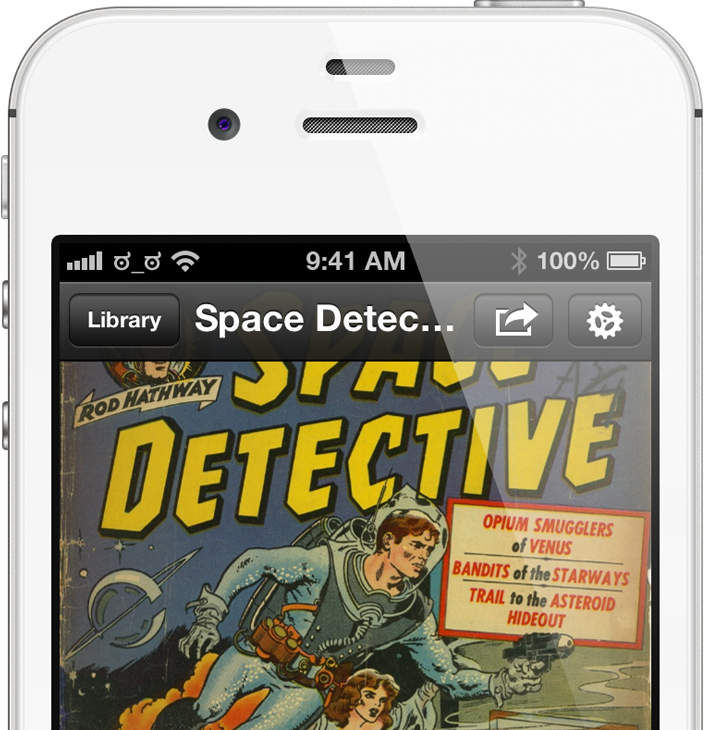 ಠ_ಠ 9:41 AM 100%
Library Space Detec...
SPACE
ROD HATHWAY
DETECTIVE
OPIUM SMUGGLERS
of VENUS
BANDITS of the STARWAYS
TRAIL to the ASTEROID
HIDEOUT